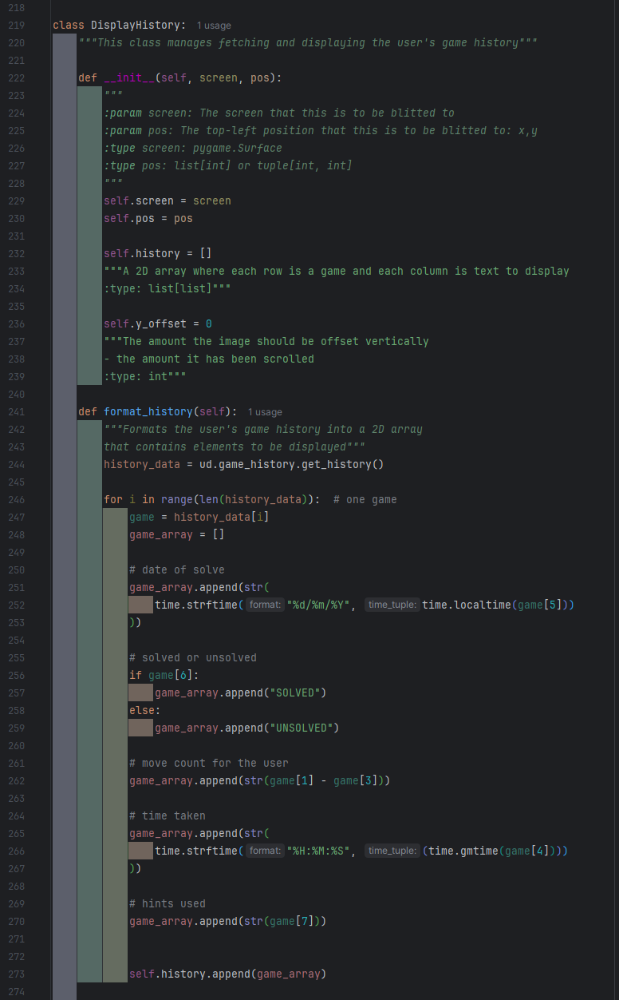 218
219 class DisplayHistory: 1 usage
220 """This class manages fetching and displaying the user's game history"""
221
222 def __init__(self, screen, pos):
223 """
224 :param screen: The screen that this is to be blitted to
225 :param pos: The top-left position that this is to be blitted to: x,y
226 :type screen: pygame.Surface
227 :type pos: list[int] or tuple[int, int]
228 """
229 self.screen = screen
230 self.pos = pos
231
232 self.history = []
233 """A 2D array where each row is a game and each column is text to display
234 :type: list[list]"""
235
236 self.y_offset = 0
237 """The amount the image should be offset vertically
238 - the amount it has been scrolled
239 :type: int"""
240
241 def format_history(self): 1 usage
242 """Formats the user's game history into a 2D array
243 that contains elements to be displayed"""
244 history_data = ud.game_history.get_history()
245
246 for i in range(len(history_data)): # one game
247 game = history_data[i]
248 game_array = []
249
250 # date of solve
251 game_array.append(str(
252 time.strftime( format: "%d/%m/%Y", time_tuple: time.localtime(game[5]))
253 ))
254
255 # solved or unsolved
256 if game[6]:
257 game_array.append("SOLVED")
258 else:
259 game_array.append("UNSOLVED")
260
261 # move count for the user
262 game_array.append(str(game[1] - game[3]))
263
264 # time taken
265 game_array.append(str(
266 time.strftime( format: "%H:%M:%S", time_tuple: (time.gmtime(game[4])))
267 ))
268
269 # hints used
270 game_array.append(str(game[7]))
271
272
273 self.history.append(game_array)
274